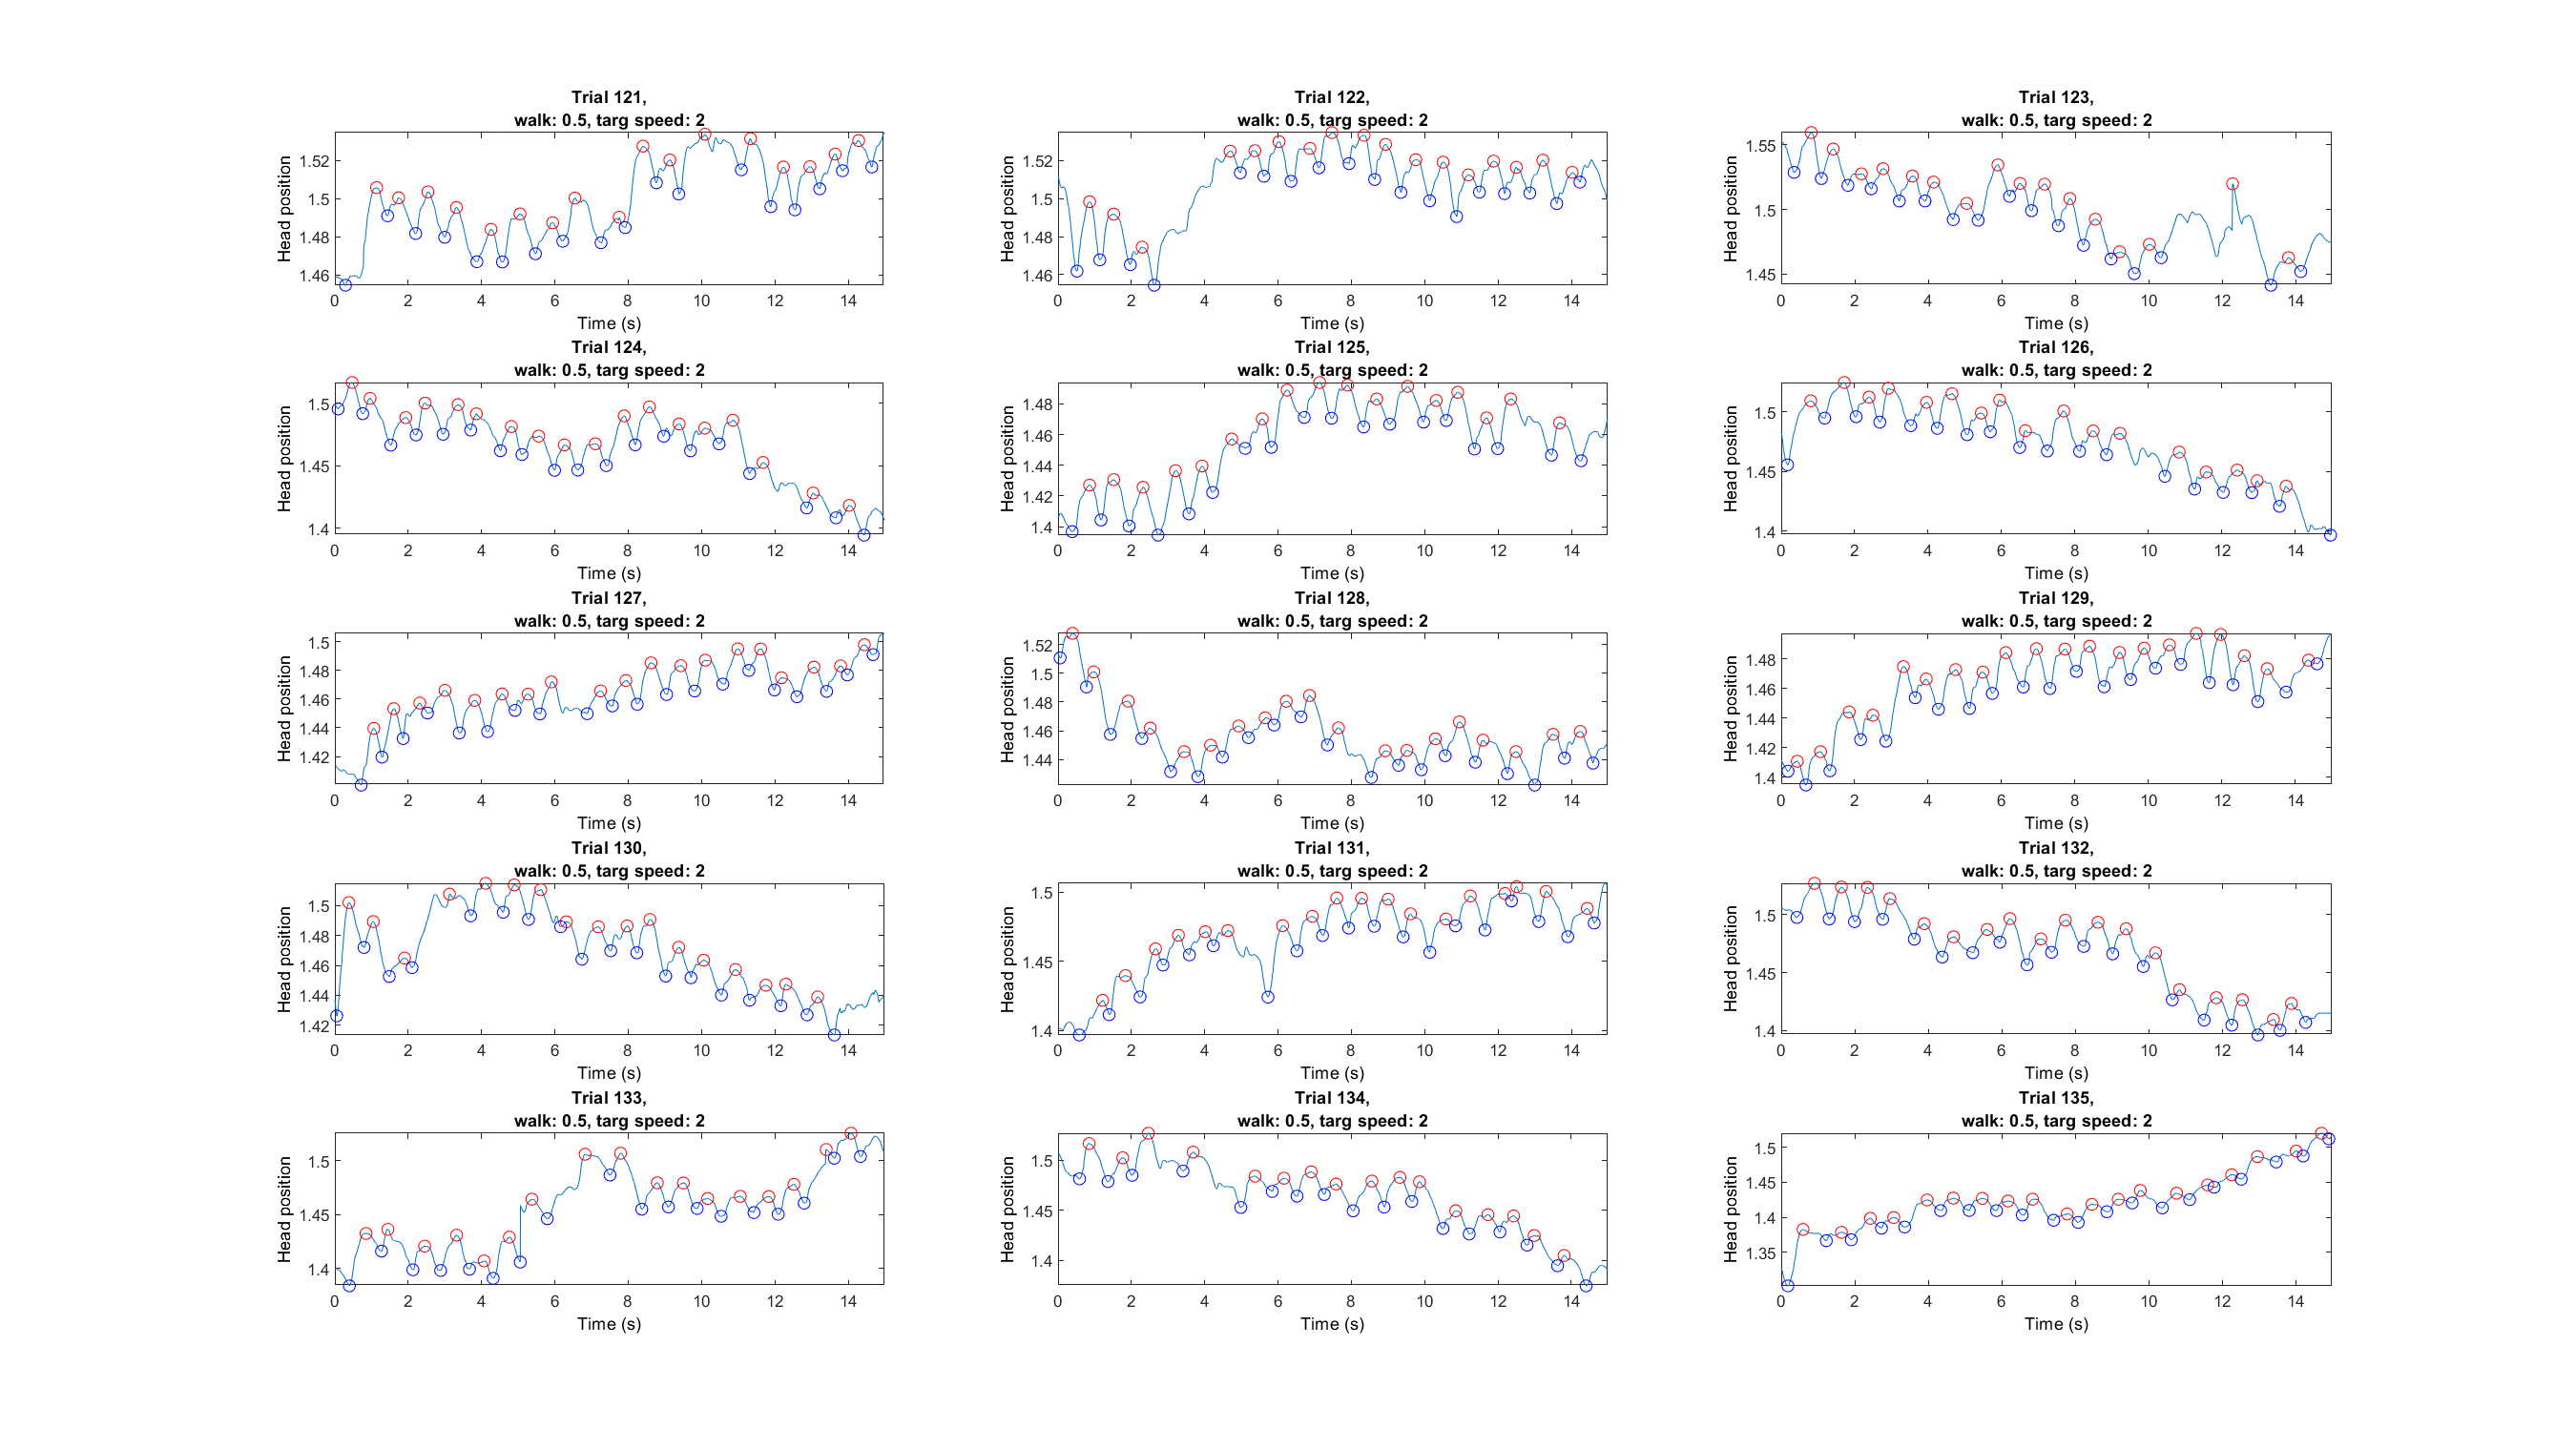 Trial 121,
walk: 0.5, targ speed: 2
Head position
1.52
1.5
1.48
1.46
0 2 4 6 8 10 12 14
Time (s)
Trial 122,
walk: 0.5, targ speed: 2
Head position
1.52
1.5
1.48
1.46
0 2 4 6 8 10 12 14
Time (s)
Trial 123,
walk: 0.5, targ speed: 2
Head position
1.55
1.5
1.45
0 2 4 6 8 10 12 14
Time (s)
Trial 124,
walk: 0.5, targ speed: 2
Head position
1.5
1.45
1.4
0 2 4 6 8 10 12 14
Time (s)
Trial 125,
walk: 0.5, targ speed: 2
Head position
1.48
1.46
1.44
1.42
1.4
0 2 4 6 8 10 12 14
Time (s)
Trial 126,
walk: 0.5, targ speed: 2
Head position
1.5
1.45
1.4
0 2 4 6 8 10 12 14
Time (s)
Trial 127,
walk: 0.5, targ speed: 2
Head position
1.5
1.48
1.46
1.44
1.42
0 2 4 6 8 10 12 14
Time (s)
Trial 128,
walk: 0.5, targ speed: 2
Head position
1.52
1.5
1.48
1.46
1.44
0 2 4 6 8 10 12 14
Time (s)
Trial 129,
walk: 0.5, targ speed: 2
Head position
1.48
1.46
1.44
1.42
1.4
0 2 4 6 8 10 12 14
Time (s)
Trial 130,
walk: 0.5, targ speed: 2
Head position
1.5
1.48
1.46
1.44
1.42
0 2 4 6 8 10 12 14
Time (s)
Trial 131,
walk: 0.5, targ speed: 2
Head position
1.5
1.45
1.4
0 2 4 6 8 10 12 14
Time (s)
Trial 132,
walk: 0.5, targ speed: 2
Head position
1.5
1.45
1.4
0 2 4 6 8 10 12 14
Time (s)
Trial 133,
walk: 0.5, targ speed: 2
Head position
1.5
1.45
1.4
0 2 4 6 8 10 12 14
Time (s)
Trial 134,
walk: 0.5, targ speed: 2
Head position
1.5
1.45
1.4
0 2 4 6 8 10 12 14
Time (s)
Trial 135,
walk: 0.5, targ speed: 2
Head position
1.5
1.45
1.4
1.35
0 2 4 6 8 10 12 14
Time (s)